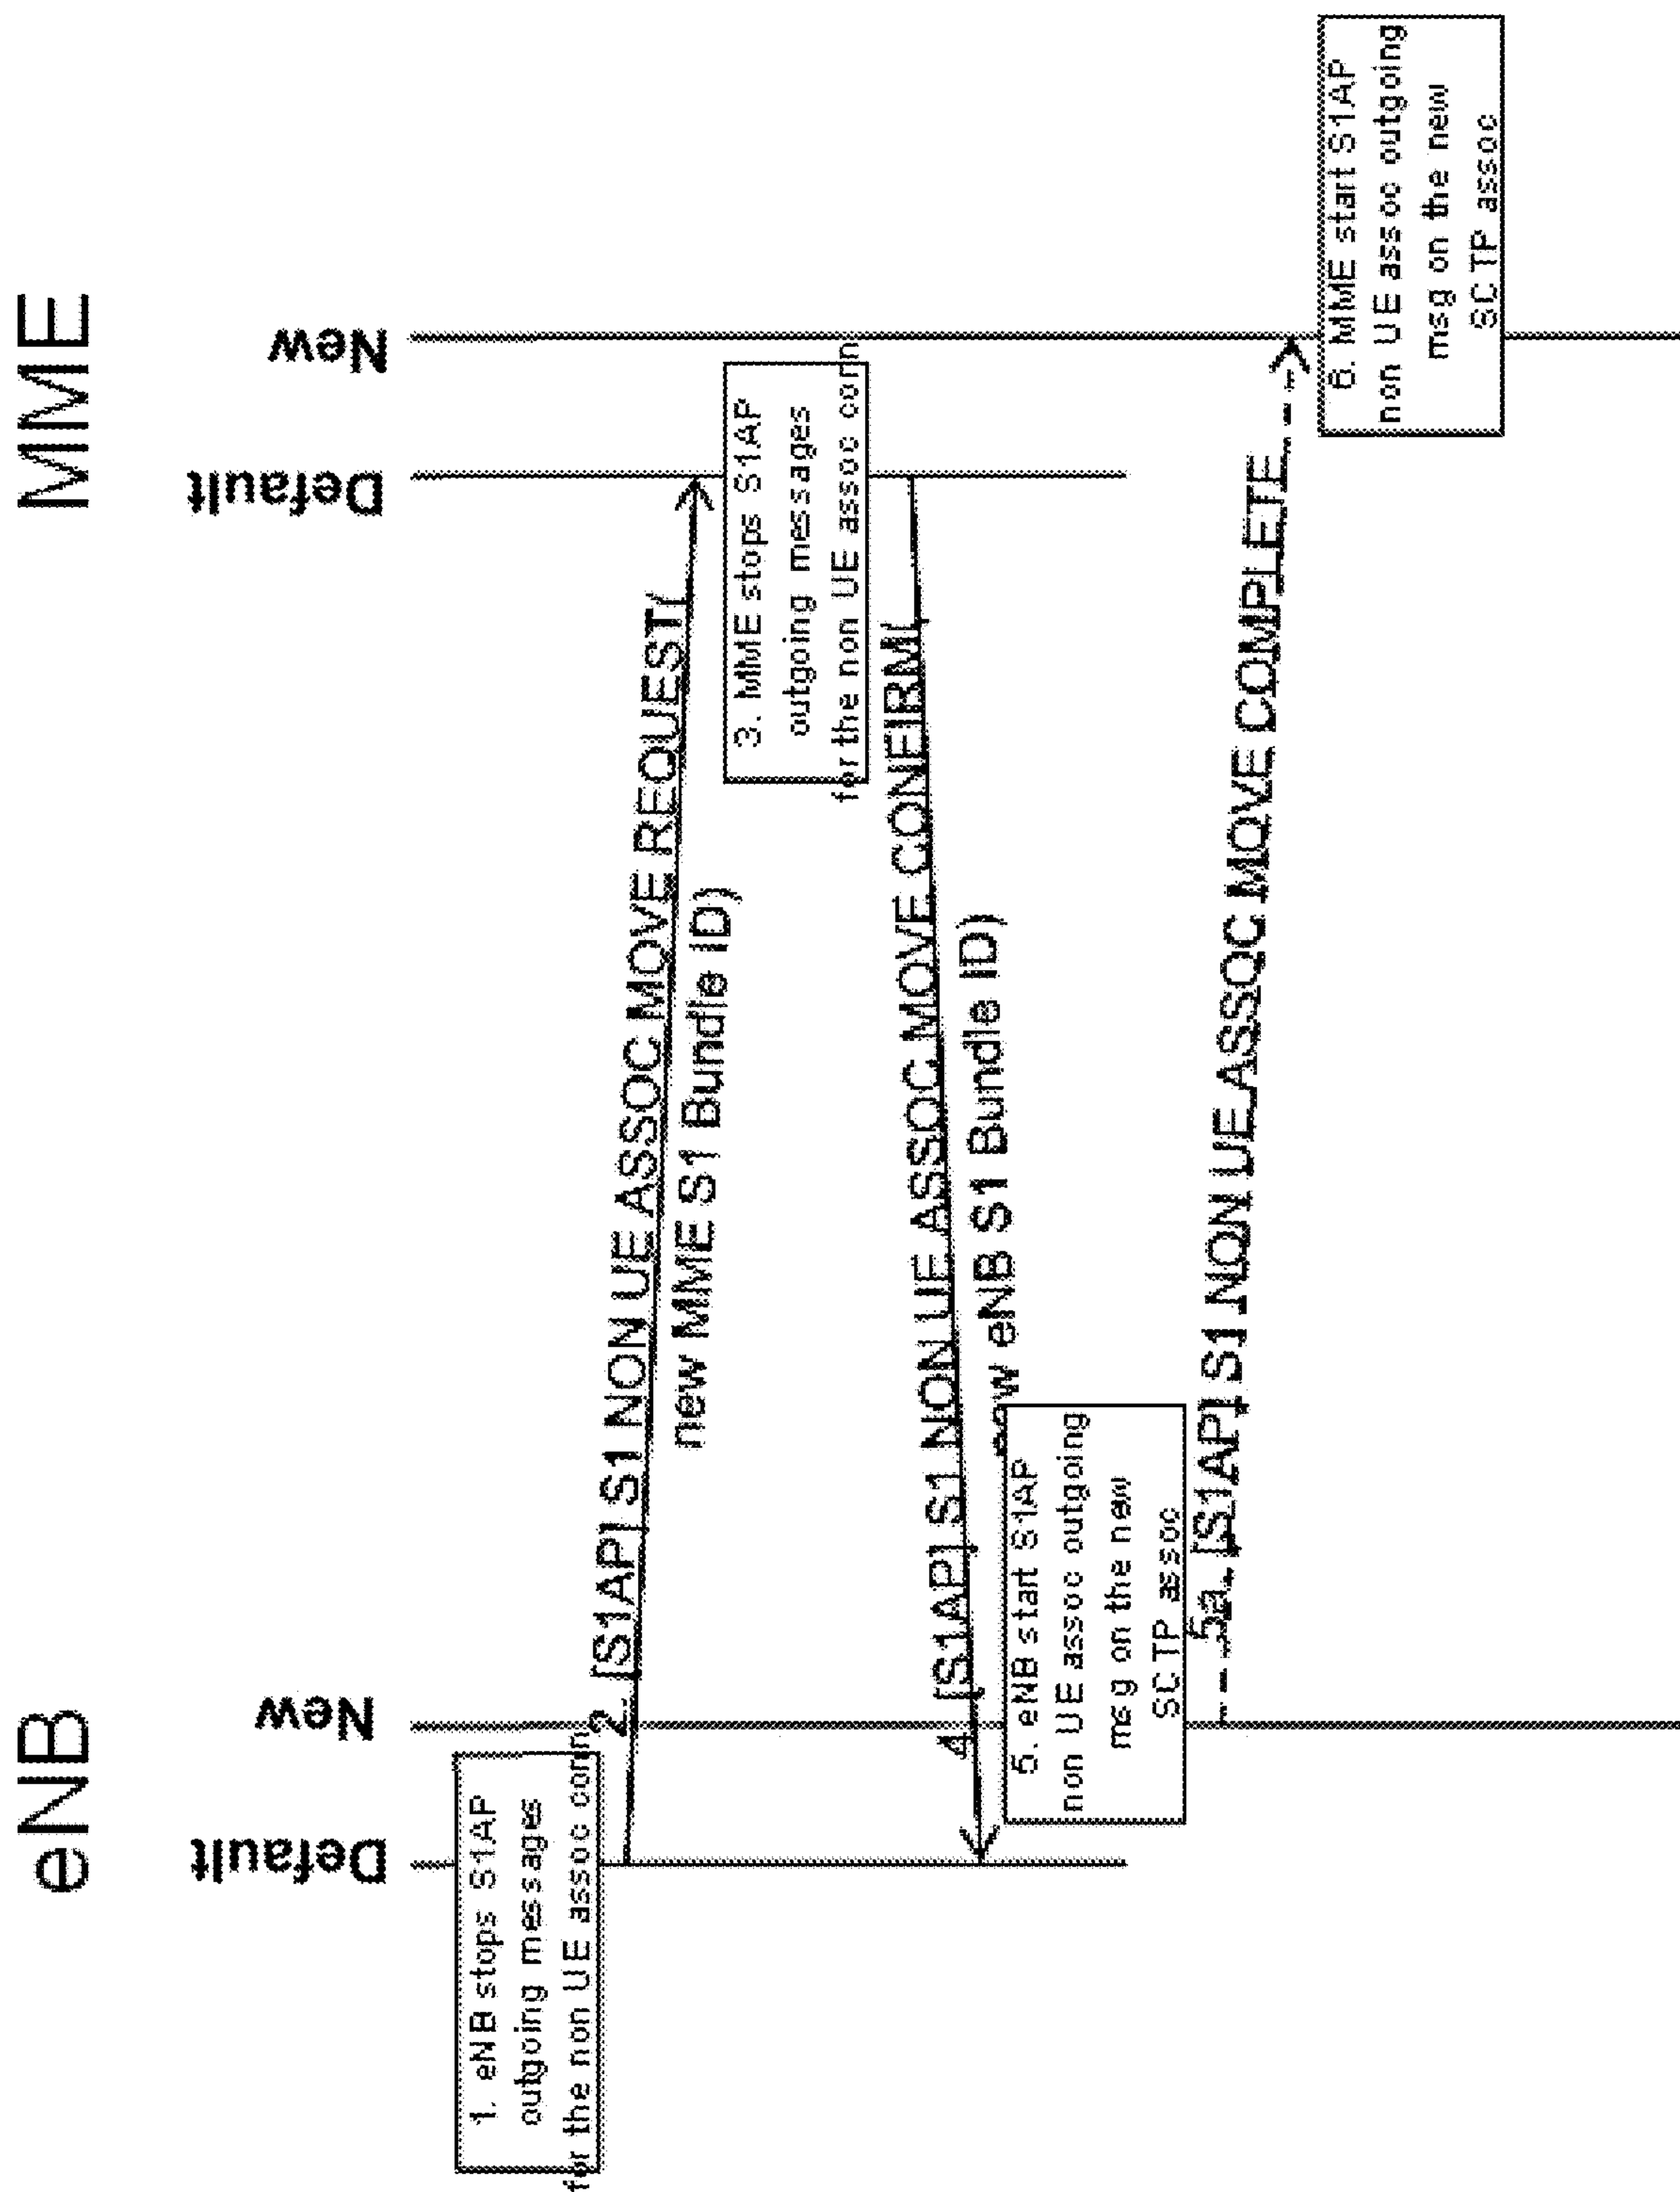 eNB
MME
Default
New
Default
New
1. eNB stops S1AP
outgoing messages
for the non UE assoc conn
2. [S1AP] S1 NON UE ASSOC MOVE REQUEST(
new MME S1 Bundle ID)
3. MME stops S1AP
outgoing messages
for the non UE assoc conn
4. [S1AP] S1 NON UE ASSOC MOVE CONFIRM(
new eNB S1 Bundle ID)
5. eNB start S1AP
non UE assoc outgoing
msg on the new
SCTP assoc
5a. [S1AP] S1 NON UE ASSOC MOVE COMPLETE
6. MME start S1AP
non UE assoc outgoing
msg on the new
SCTP assoc